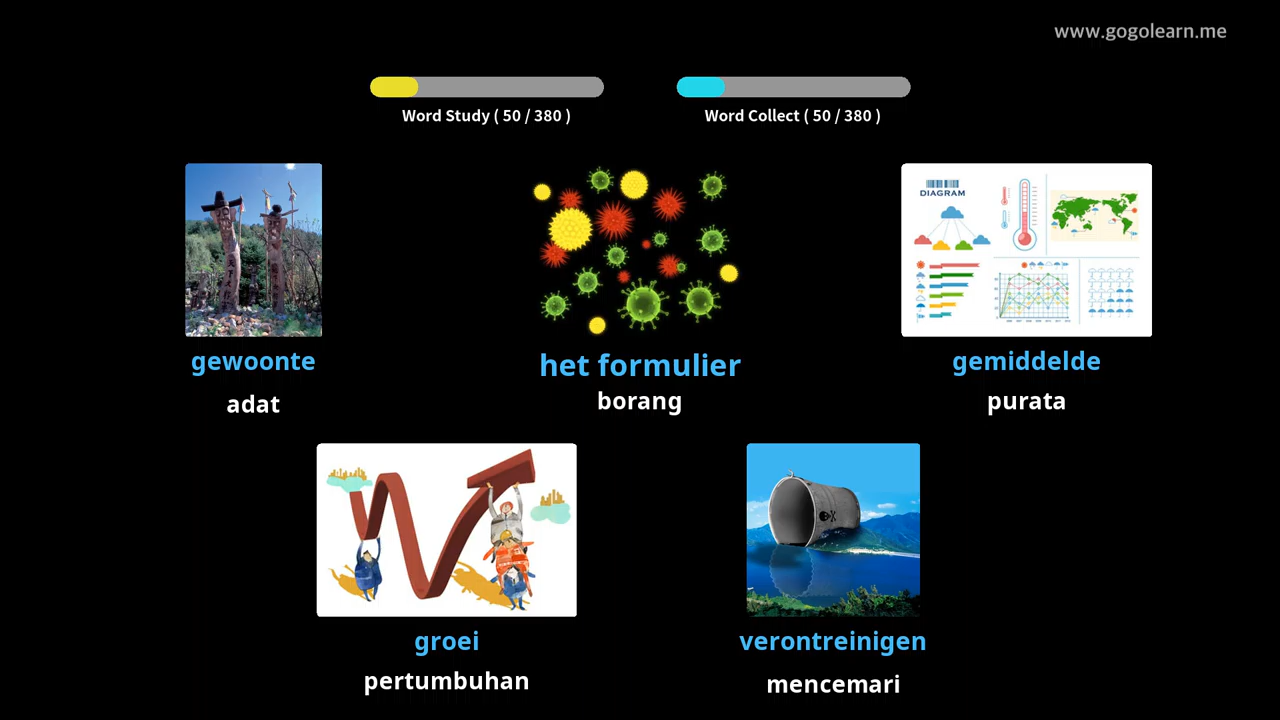 www.gogolearn.me
Word Study ( 50 / 380 )
Word Collect ( 50 / 380 )
DIAGRAM
gewoonte
adat
het formulier
borang
gemiddelde
purata
groei
pertumbuhan
verontreinigen
mencemari